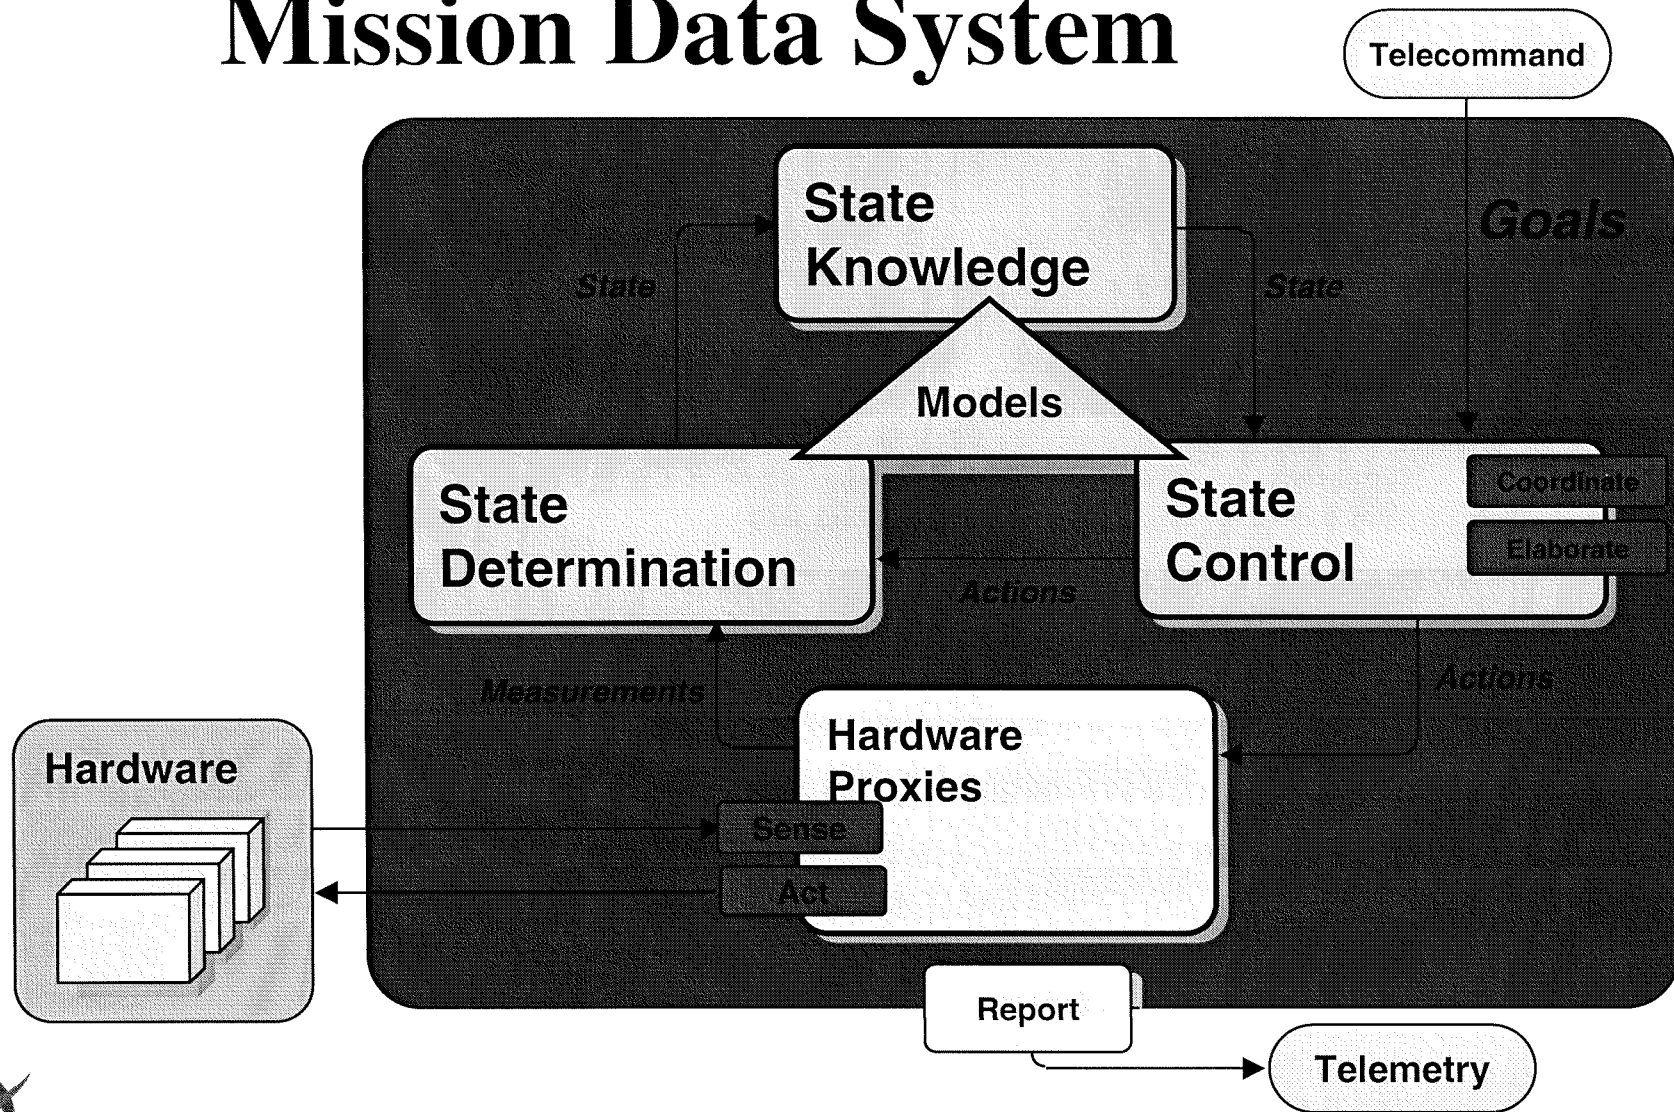 Mission Data System
Telecommand
State
Knowledge
Goals
State
State
Models
State
Determination
State
Control
Coordinate
Elaborate
Actions
Measurements
Actions
Hardware
Proxies
Hardware
Sense
Act
Report
Telemetry